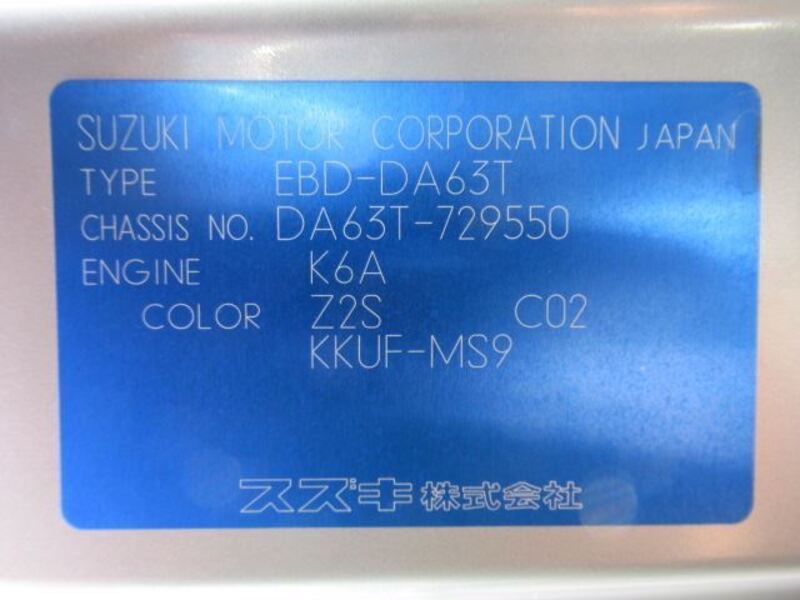 SUZUKI MOTOR CORPORATION JAPAN
TYPE EBD-DA63T
CHASSIS NO. DA63T-729550
ENGINE K6A
COLOR Z2S C02
KKUF-MS9
スズキ株式会社